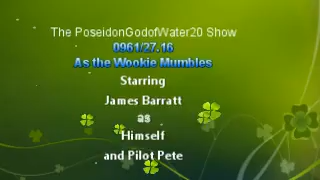 The PoseidonGodofWater20 Show
0961/27.16
As the Wookie Mumbles
Starring
James Barratt
as
Himself
and Pilot Pete